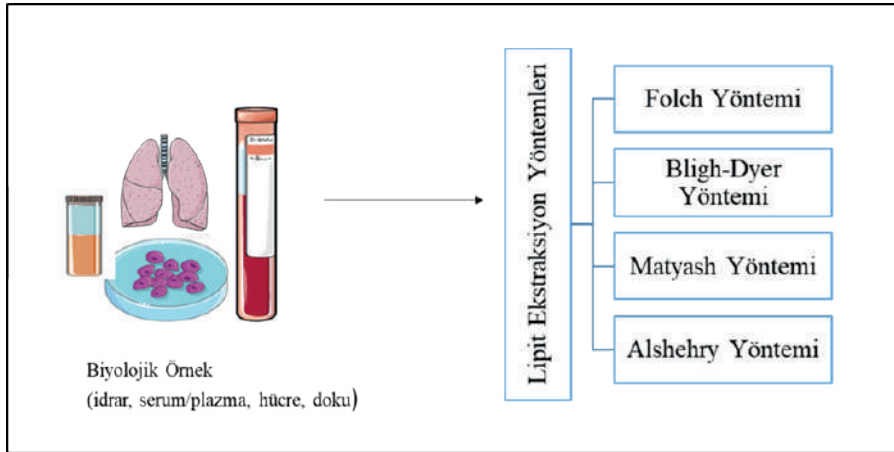 Biyolojik Örnek
(idrar, serum/plazma, hücre, doku)
Lipit Ekstraksiyon Yöntemleri
Folch Yöntemi
Bligh-Dyer
Yöntemi
Matyash Yöntemi
Alshehry Yöntemi